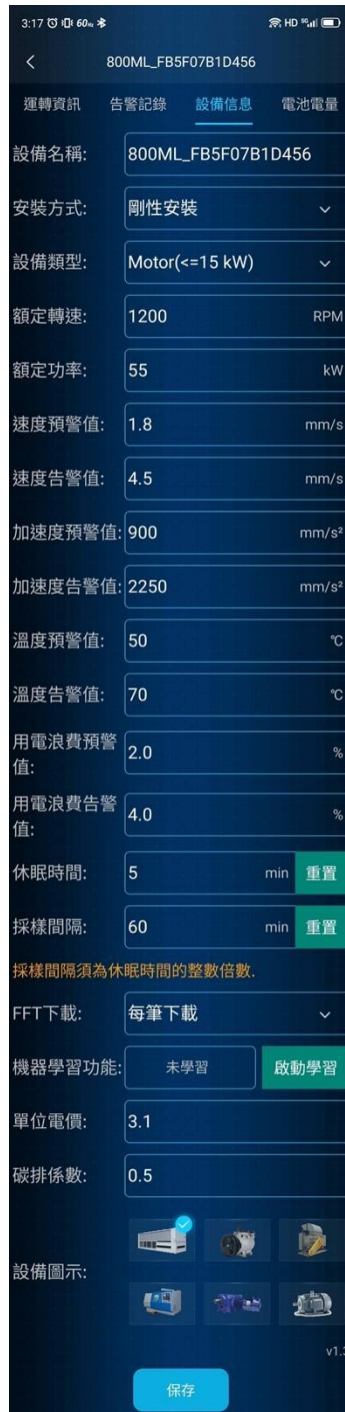 3:17 60 HD 5G
800ML_FB5F07B1D456
運轉資訊 告警記錄 設備信息 電池電量
設備名稱: 800ML_FB5F07B1D456
安裝方式: 剛性安裝
設備類型: Motor(<=15 kW)
額定轉速: 1200 RPM
額定功率: 55 kW
速度預警值: 1.8 mm/s
速度告警值: 4.5 mm/s
加速度預警值: 900 mm/s²
加速度告警值: 2250 mm/s²
溫度預警值: 50 ℃
溫度告警值: 70 ℃
用電浪費預警
值: 2.0 %
用電浪費告警
值: 4.0 %
休眠時間: 5 min 重置
採樣間隔: 60 min 重置
採樣間隔須為休眠時間的整數倍數.
FFT下載: 每筆下載
機器學習功能: 未學習 啟動學習
單位電價: 3.1
碳排係數: 0.5
設備圖示:
v1.3
保存